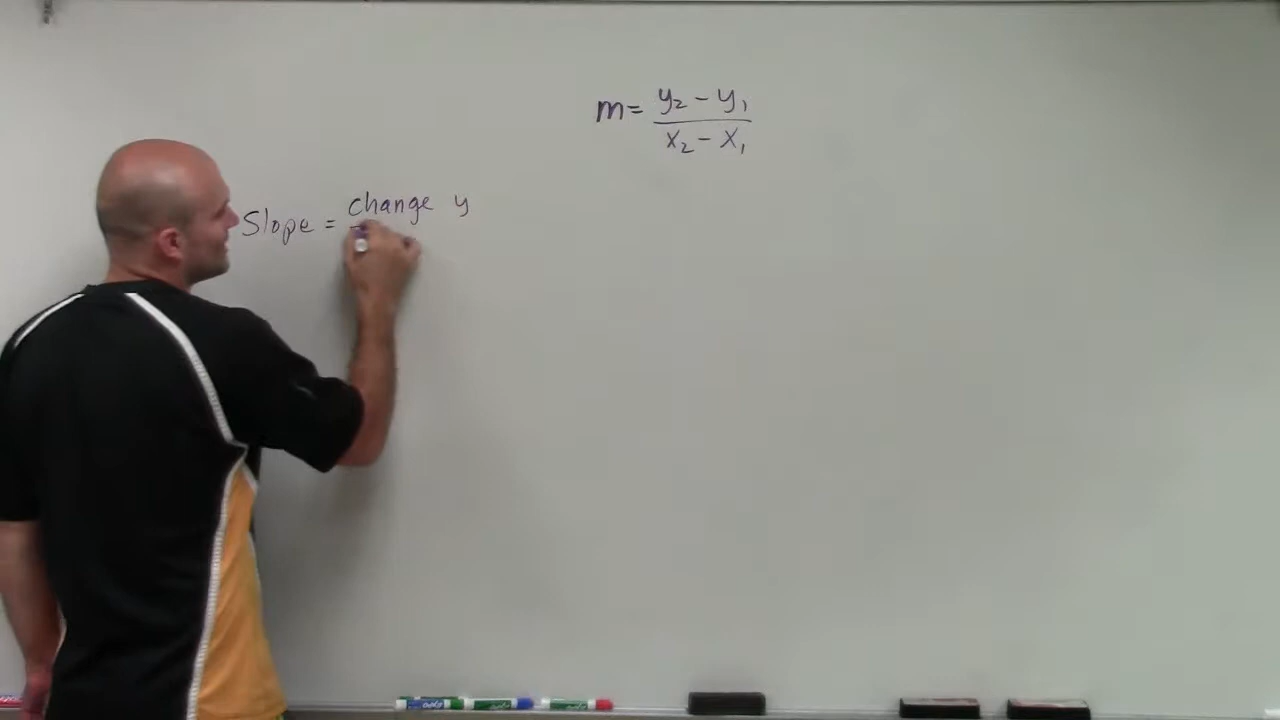 m = y₂ - y₁
x₂ - x₁
Slope = change y